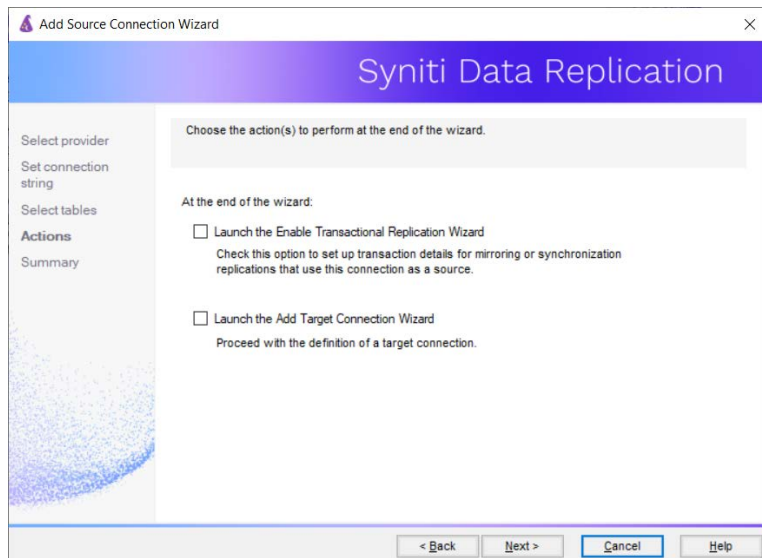 Add Source Connection Wizard
Syniti Data Replication
Select provider
Set connection
string
Select tables
Actions
Summary
Choose the action(s) to perform at the end of the wizard.
At the end of the wizard:
Launch the Enable Transactional Replication Wizard
Check this option to set up transaction details for mirroring or synchronization
replications that use this connection as a source.
Launch the Add Target Connection Wizard
Proceed with the definition of a target connection.
< Back
Next >
Cancel
Help